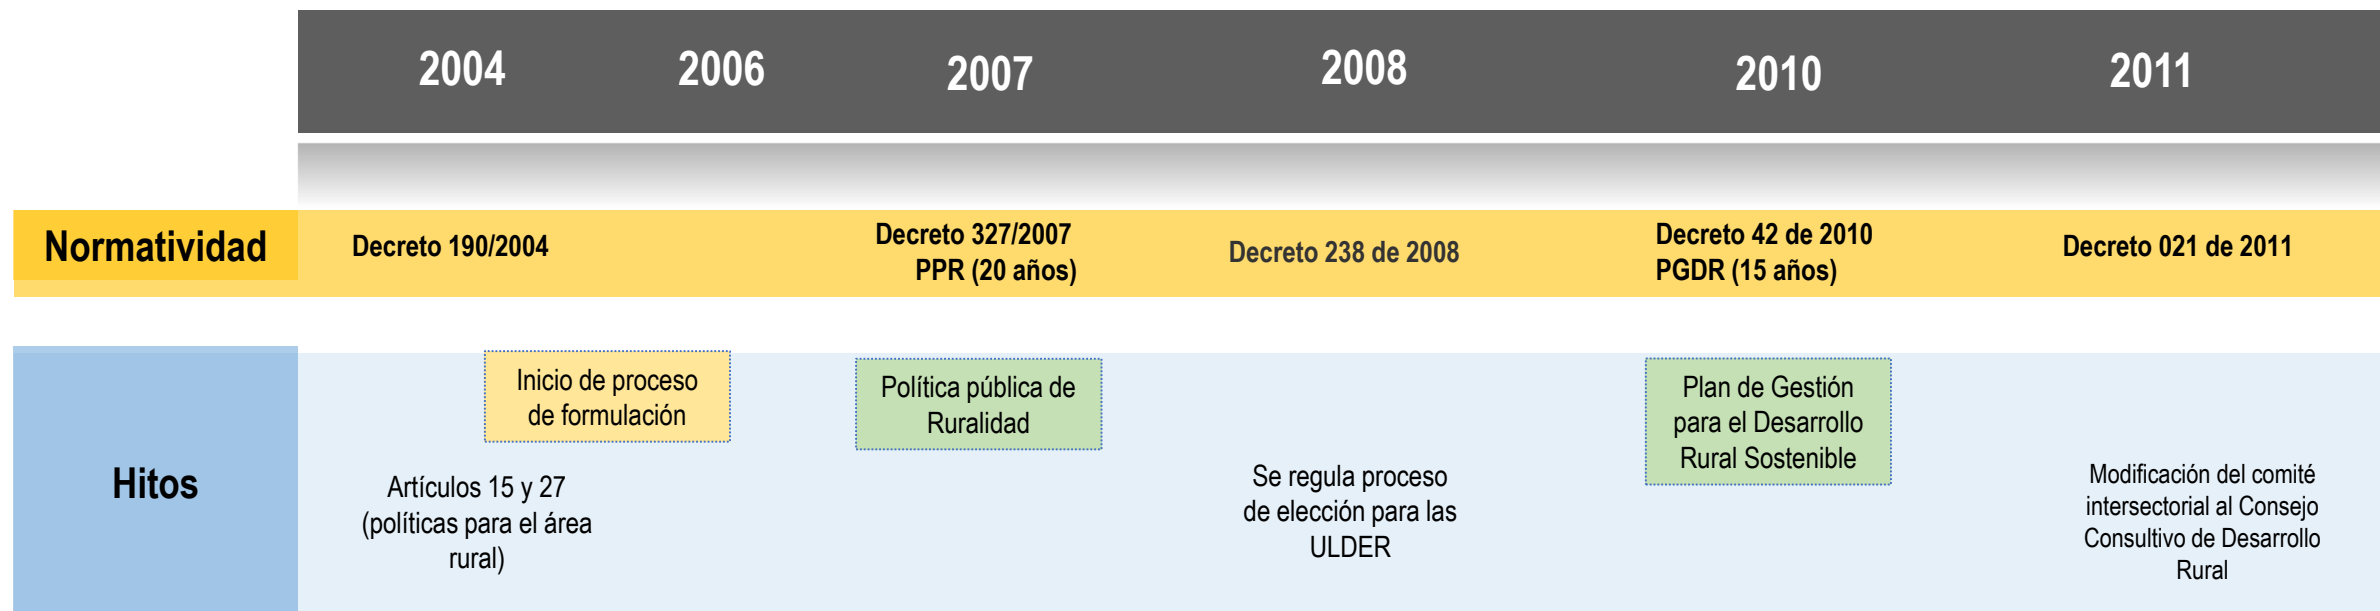 2004
2006
2007
2008
2010
2011
Normatividad
Decreto 190/2004
Decreto 327/2007
PPR (20 años)
Decreto 238 de 2008
Decreto 42 de 2010
PGDR (15 años)
Decreto 021 de 2011
Hitos
Inicio de proceso
de formulación
Artículos 15 y 27
(políticas para el área
rural)
Política pública de
Ruralidad
Se regula proceso
de elección para las
ULDER
Plan de Gestión
para el Desarrollo
Rural Sostenible
Modificación del comité
intersectorial al Consejo
Consultivo de Desarrollo
Rural